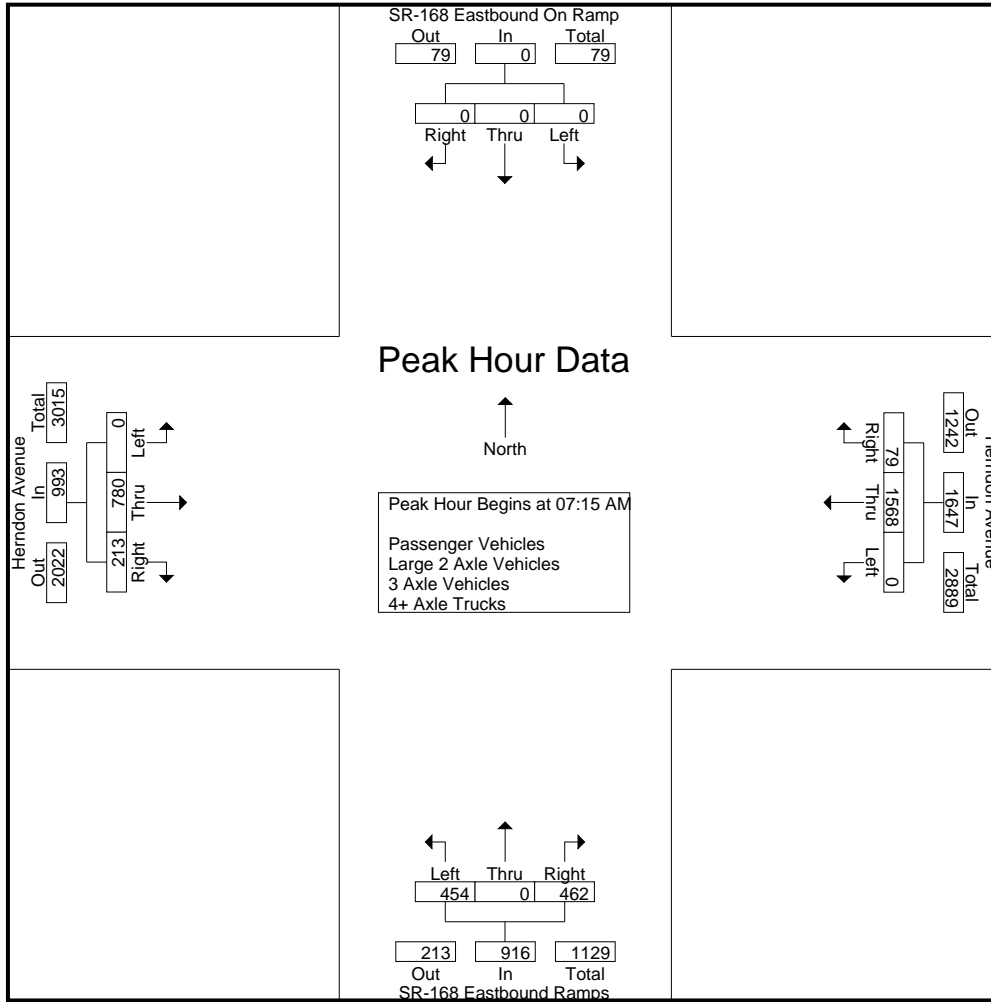 SR-168 Eastbound On Ramp
Out In Total
79 0 79
0 0 0
Right Thru Left
Peak Hour Data
North
Peak Hour Begins at 07:15 AM
Passenger Vehicles
Large 2 Axle Vehicles
3 Axle Vehicles
4+ Axle Trucks
Herndon Avenue
Out In Total
2022 993 3015
213 780 0
Right Thru Left
Herndon Avenue
Out In Total
1242 1647 2889
79 1568 0
Right Thru Left
Left Thru Right
454 0 462
213 916 1129
Out In Total
SR-168 Eastbound Ramps